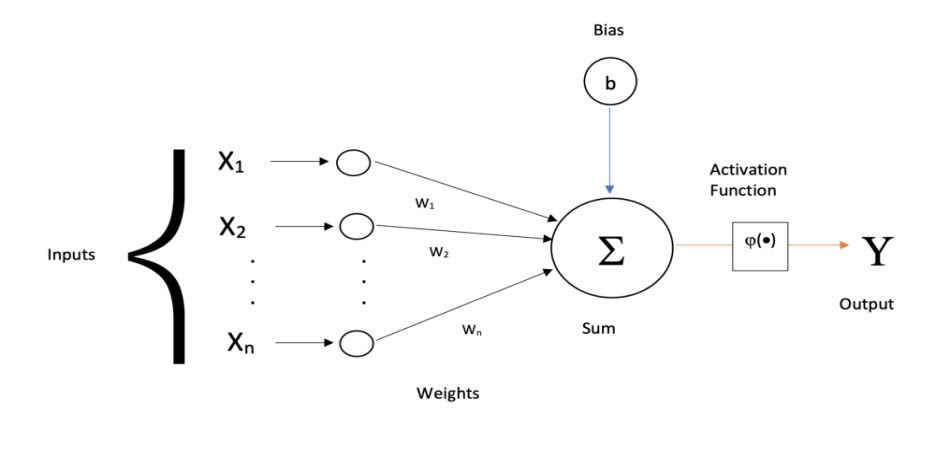 Bias
b
X₁
Activation
Function
W₁
X₂
φ(•)
Σ
Y
Inputs
W₂
Output
Xₙ
Wₙ
Sum
Weights